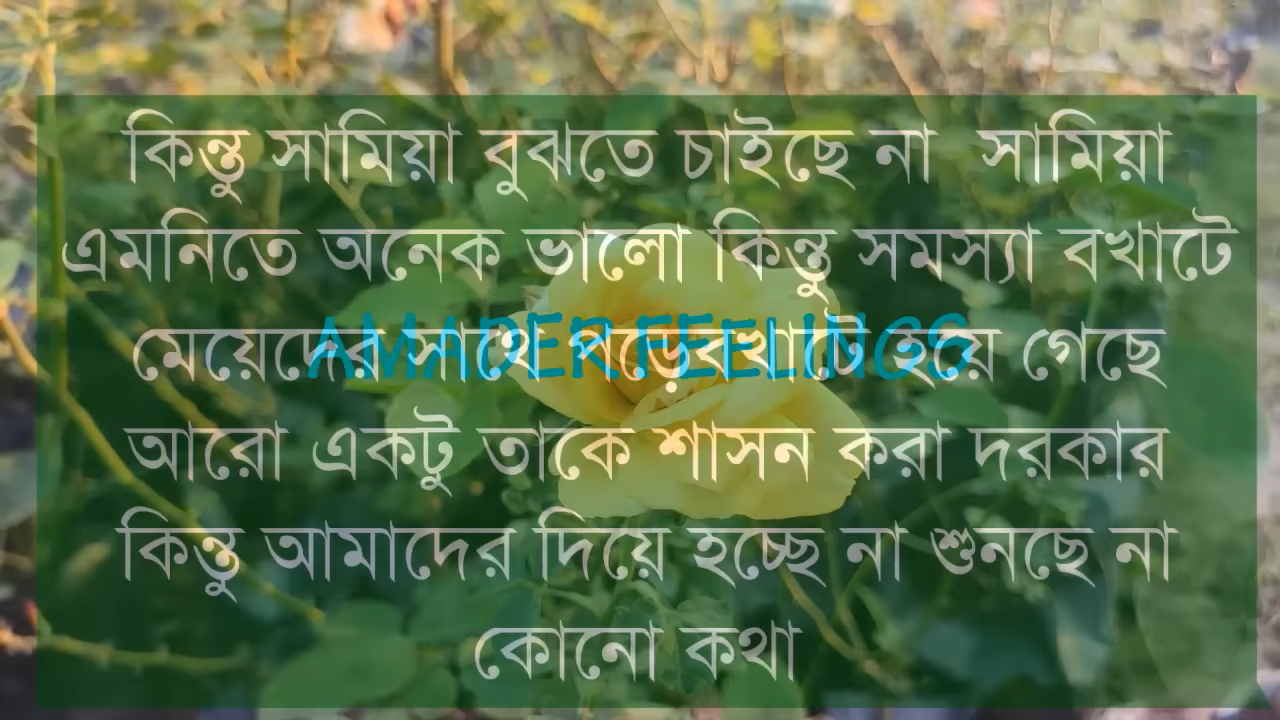 কিন্তু সামিয়া বুঝতে চাইছে না সামিয়া
এমনিতে অনেক ভালো কিন্তু সমস্যা বখাটে
মেয়েদের সাথে পড়েবখাটে হয়ে গেছে
AMADER FEELINGS
আরো একটু তাকে শাসন করা দরকার
কিন্তু আমাদের দিয়ে হচ্ছে না শুনছে না
কোনো কথা